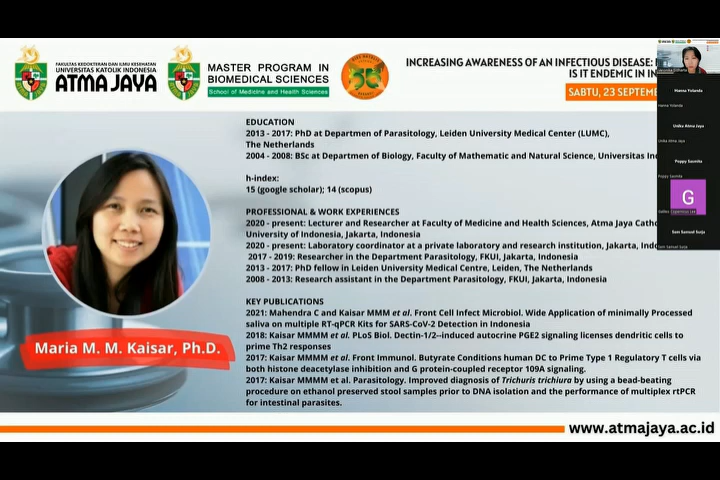 FAKULTAS KEDOKTERAN DAN ILMU KESEHATAN
UNIVERSITAS KATOLIK INDONESIA
ATMA JAYA
MASTER PROGRAM IN
BIOMEDICAL SCIENCES
School of Medicine and Health Sciences
INCREASING AWARENESS OF AN INFECTIOUS DISEASE:
IS IT ENDEMIC IN IN
SABTU, 23 SEPTEM
EDUCATION
2013 - 2017: PhD at Departmen of Parasitology, Leiden University Medical Center (LUMC),
The Netherlands
2004 - 2008: BSc at Departmen of Biology, Faculty of Mathematic and Natural Science, Universitas In
h-index:
15 (google scholar); 14 (scopus)
PROFESSIONAL & WORK EXPERIENCES
2020 - present: Lecturer and Researcher at Faculty of Medicine and Health Sciences, Atma Jaya Catho
University of Indonesia, Jakarta, Indonesia
2020 - present: Laboratory coordinator at a private laboratory and research institution, Jakarta, Indo
2017 - 2019: Researcher in the Department Parasitology, FKUI, Jakarta, Indonesia
2013 - 2017: PhD fellow in Leiden University Medical Centre, Leiden, The Netherlands
2008 - 2013: Research assistant in the Department Parasitology, FKUI, Jakarta, Indonesia
KEY PUBLICATIONS
2021: Mahendra C and Kaisar MMM et al. Front Cell Infect Microbiol. Wide Application of minimally Processed
saliva on multiple RT-qPCR Kits for SARS-CoV-2 Detection in Indonesia
2018: Kaisar MMMM et al. PLoS Biol. Dectin-1/2--induced autocrine PGE2 signaling licenses dendritic cells to
prime Th2 responses
2017: Kaisar MMMM et al. Front Immunol. Butyrate Conditions human DC to Prime Type 1 Regulatory T cells via
both histone deacetylase inhibition and G protein-coupled receptor 109A signaling.
2017: Kaisar MMMM et al. Parasitology. Improved diagnosis of Trichuris trichiura by using a bead-beating
procedure on ethanol preserved stool samples prior to DNA isolation and the performance of multiplex rtPCR
for intestinal parasites.
Maria M. M. Kaisar, Ph.D.
www.atmajaya.ac.id
Hanna Yolanda
Hanna Yolanda
Unika Atma Jaya
Unika Atma Jaya
Poppy Sasmita
Poppy Sasmita
G
Sem Samuel Surja
Sem Samuel Surja